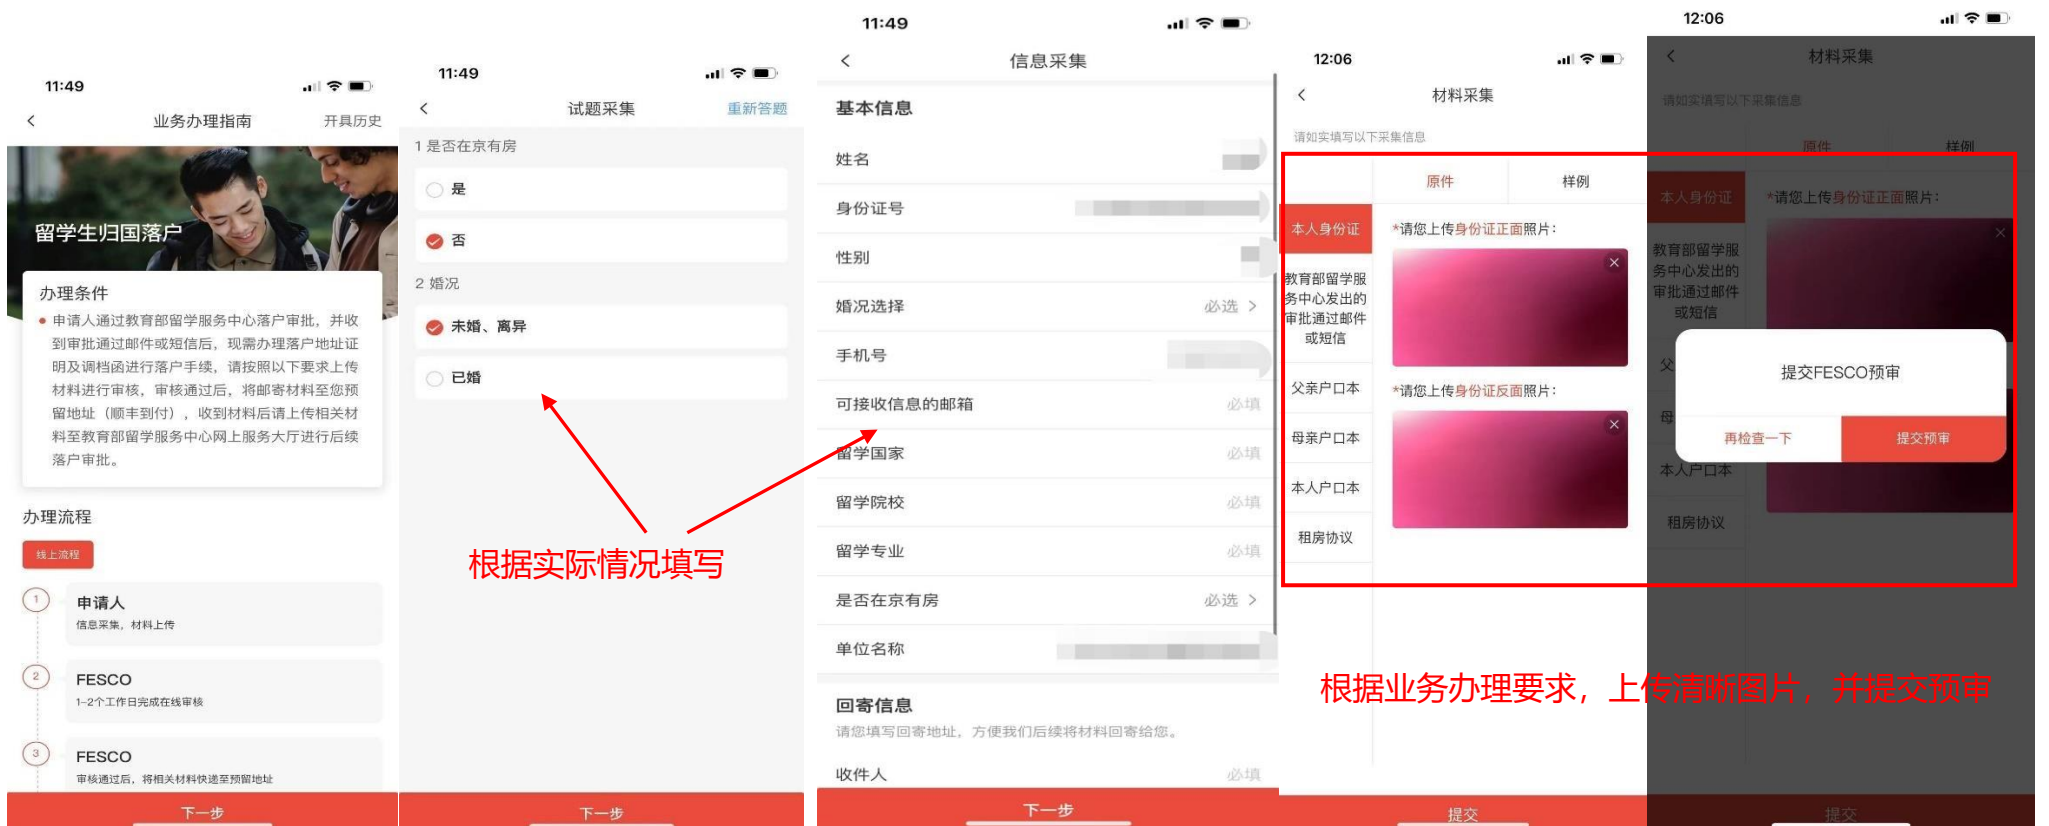 11:49
业务办理指南
开具历史
留学生归国落户
办理条件
申请人通过教育部留学服务中心落户审批，并收
到审批通过邮件或短信后，现需办理落户地址证
明及调档函进行落户手续，请按照以下要求上传
材料进行审核，审核通过后，将邮寄材料至您预
留地址（顺丰到付），收到材料后请上传相关材
料至教育部留学服务中心网上服务大厅进行后续
落户审批。
办理流程
线上流程
1
申请人
信息采集，材料上传
2
FESCO
1-2个工作日完成在线审核
3
FESCO
审核通过后，将相关材料快递至预留地址
下一步
11:49
试题采集
重新答题
1 是否在京有房
是
否
2 婚况
未婚、离异
已婚
根据实际情况填写
下一步
11:49
信息采集
基本信息
姓名
身份证号
性别
婚况选择
必选
手机号
可接收信息的邮箱
必填
留学国家
必填
留学院校
必填
留学专业
必填
是否在京有房
必选
单位名称
回寄信息
请您填写回寄地址，方便我们后续将材料回寄给您。
收件人
必填
下一步
12:06
材料采集
请如实填写以下采集信息
原件
样例
本人身份证
*请您上传身份证正面照片：
教育部留学服
务中心发出的
审批通过邮件
或短信
父亲户口本
*请您上传身份证反面照片：
母亲户口本
本人户口本
租房协议
根据业务办理要求，上传清晰图片，并提交预审
提交
12:06
材料采集
请如实填写以下采集信息
原件
样例
本人身份证
*请您上传身份证正面照片：
教育部留学服
务中心发出的
审批通过邮件
或短信
父
提交FESCO预审
母
再检查一下
提交预审
本人户口本
租房协议
提交